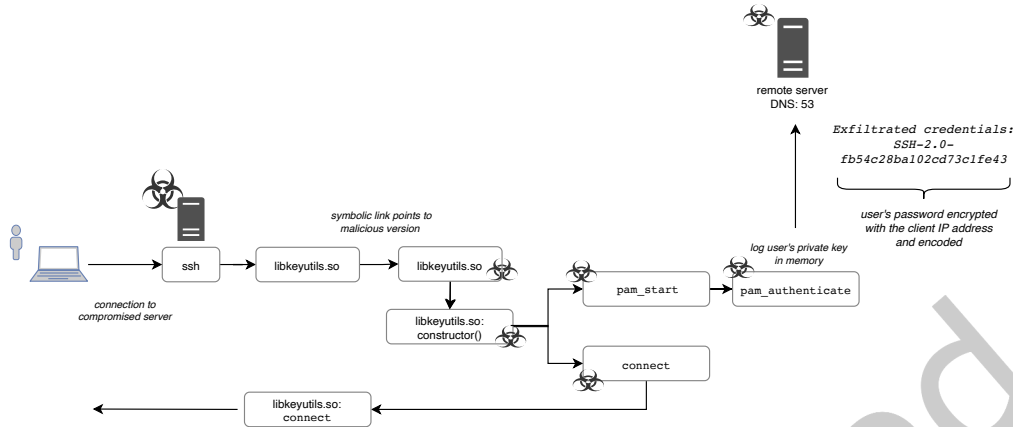 remote server
DNS: 53
Exfiltrated credentials:
SSH-2.0-
fb54c28ba102cd73c1fe43
user's password encrypted
with the client IP address
and encoded
symbolic link points to
malicious version
log user's private key
in memory
ssh
libkeyutils.so
libkeyutils.so
pam_start
pam_authenticate
connection to
compromised server
libkeyutils.so:
constructor()
connect
libkeyutils.so:
connect